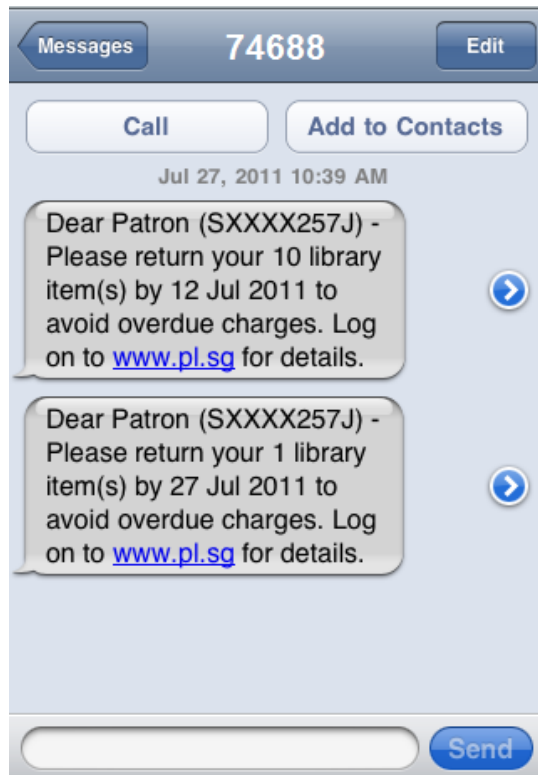 Messages
74688
Edit
Call
Add to Contacts
Jul 27, 2011 10:39 AM
Dear Patron (SXXXX257J) -
Please return your 10 library
item(s) by 12 Jul 2011 to
avoid overdue charges. Log
on to www.pl.sg for details.
Dear Patron (SXXXX257J) -
Please return your 1 library
item(s) by 27 Jul 2011 to
avoid overdue charges. Log
on to www.pl.sg for details.
Send